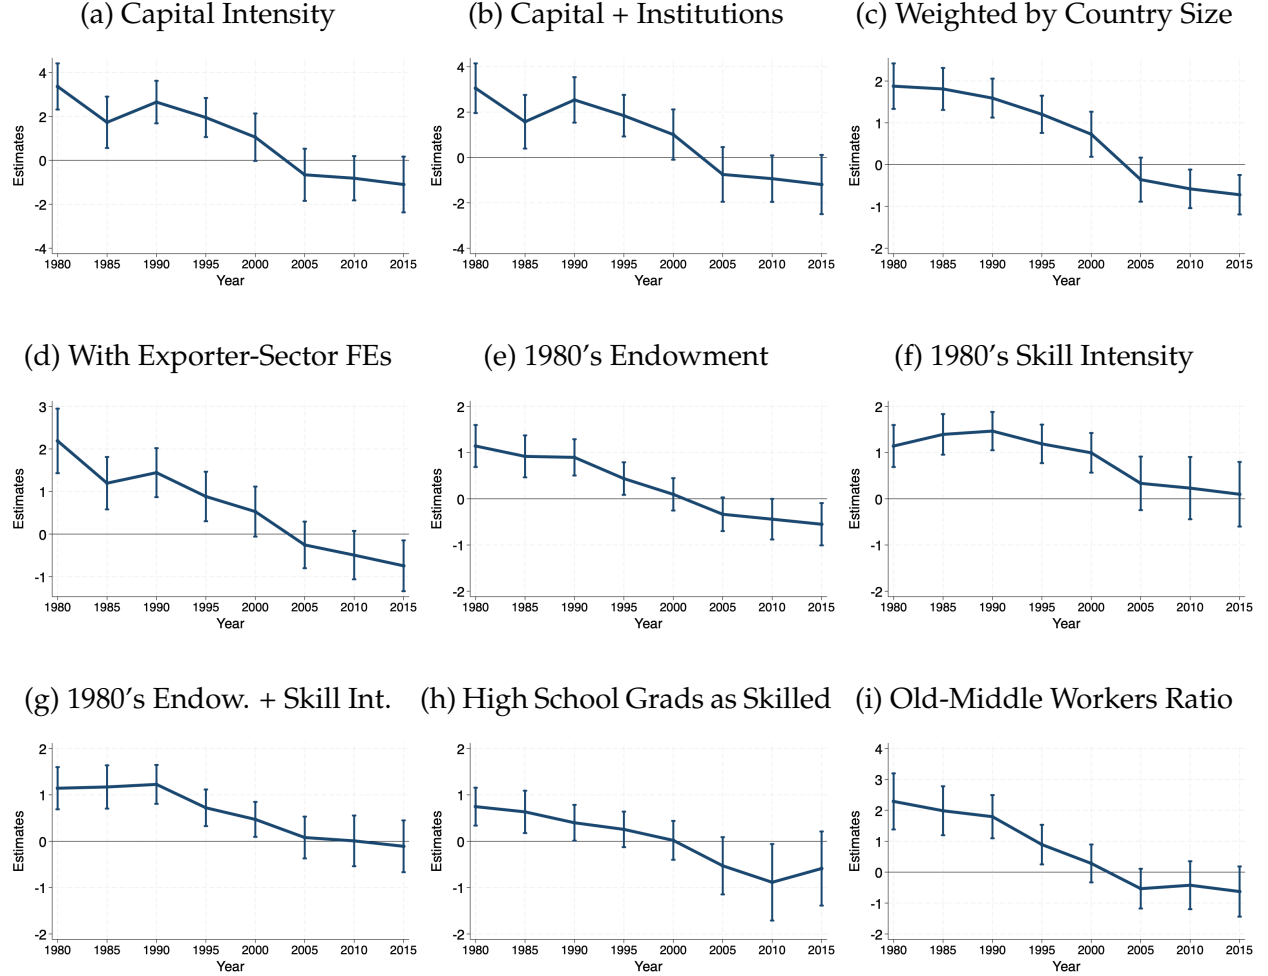 (a) Capital Intensity
4
2
0
-2
-4
Estimates
1980 1985 1990 1995 2000 2005 2010 2015
Year
(b) Capital + Institutions
4
2
0
-2
-4
Estimates
1980 1985 1990 1995 2000 2005 2010 2015
Year
(c) Weighted by Country Size
2
1
0
-1
-2
Estimates
1980 1985 1990 1995 2000 2005 2010 2015
Year
(d) With Exporter-Sector FEs
3
2
1
0
-1
Estimates
1980 1985 1990 1995 2000 2005 2010 2015
Year
(e) 1980’s Endowment
2
1
0
-1
-2
Estimates
1980 1985 1990 1995 2000 2005 2010 2015
Year
(f) 1980’s Skill Intensity
2
1
0
-1
-2
Estimates
1980 1985 1990 1995 2000 2005 2010 2015
Year
(g) 1980’s Endow. + Skill Int.
2
1
0
-1
-2
Estimates
1980 1985 1990 1995 2000 2005 2010 2015
Year
(h) High School Grads as Skilled
2
1
0
-1
-2
Estimates
1980 1985 1990 1995 2000 2005 2010 2015
Year
(i) Old-Middle Workers Ratio
4
3
2
1
0
-1
-2
Estimates
1980 1985 1990 1995 2000 2005 2010 2015
Year